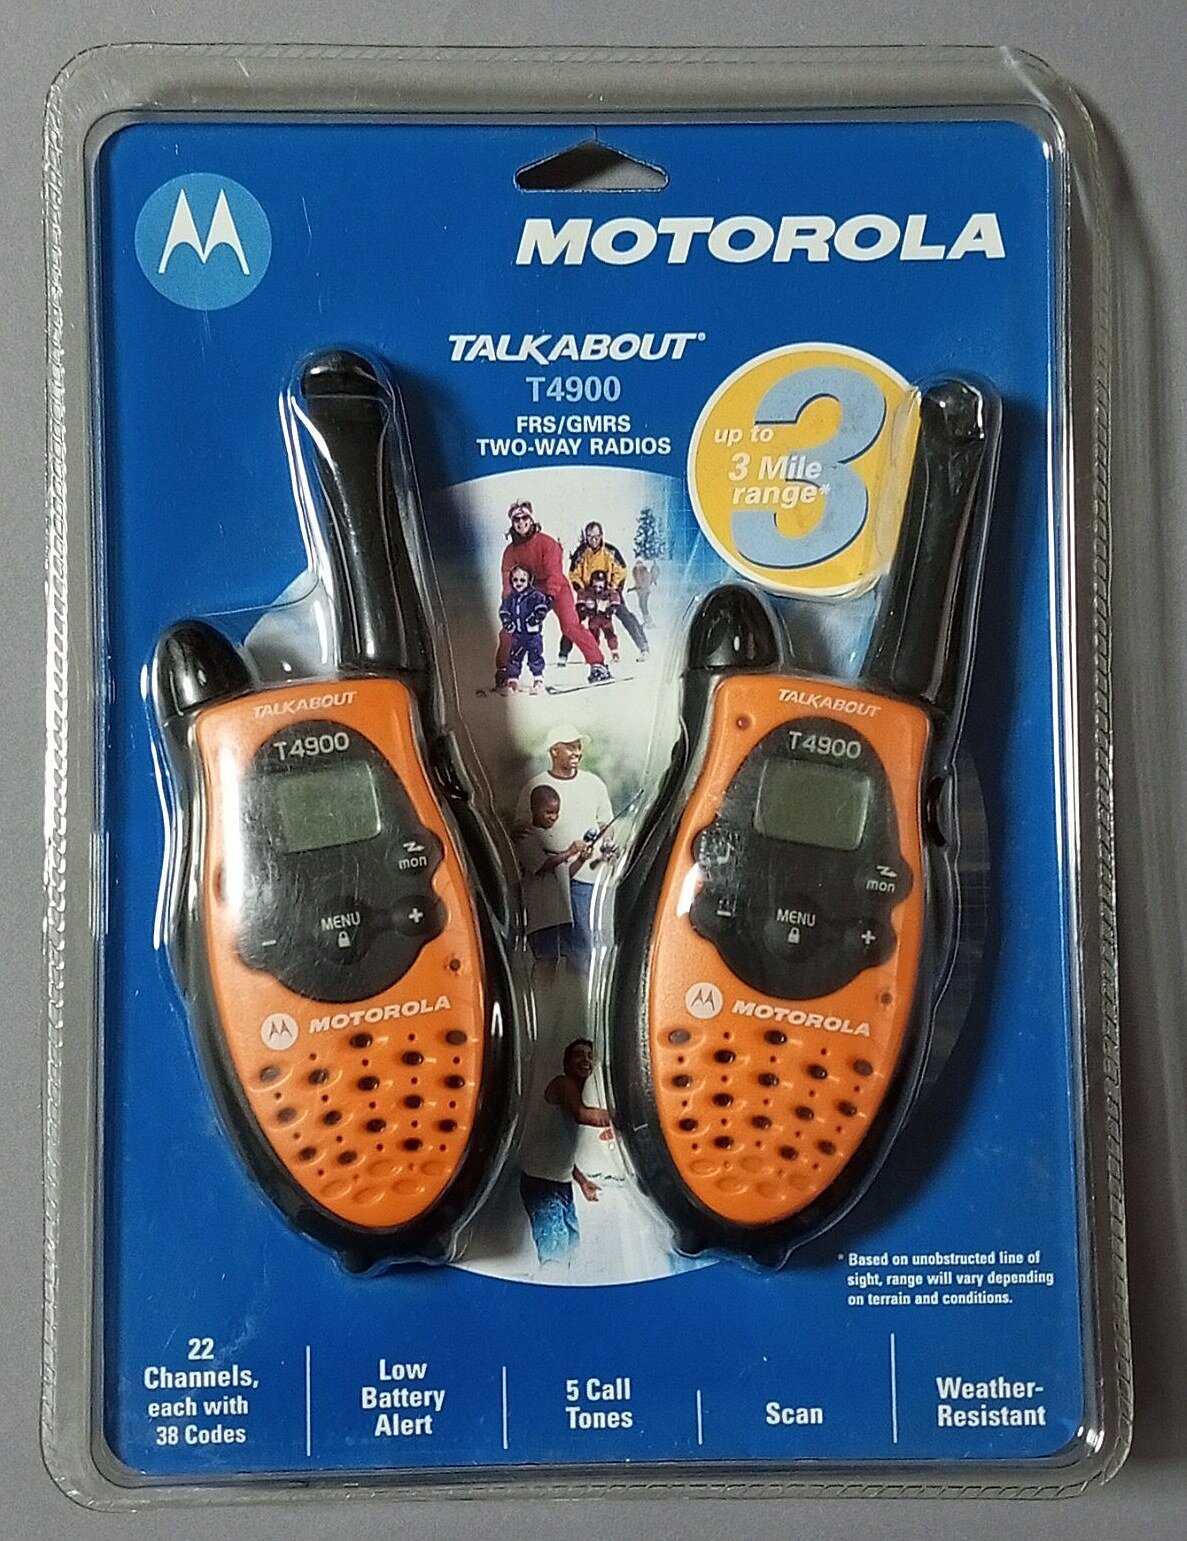 MOTOROLA
TALKABOUT®
T4900
FRS/GMRS
TWO-WAY RADIOS
3
up to
3 Mile
range*
TALKABOUT
T4900
mon
MENU
- +
MOTOROLA
TALKABOUT
T4900
mon
MENU
+
MOTOROLA
* Based on unobstructed line of
sight, range will vary depending
on terrain and conditions.
22
Channels,
each with
38 Codes
Low
Battery
Alert
5 Call
Tones
Scan
Weather-
Resistant